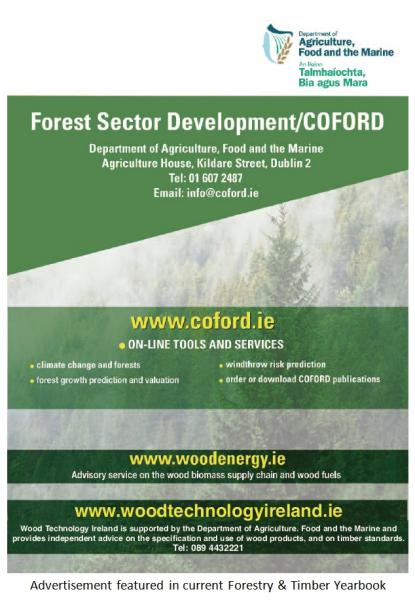 Department of
Agriculture,
Food and the Marine
An Roinn
Talmhaíochta,
Bia agus Mara
Forest Sector Development/COFORD
Department of Agriculture, Food and the Marine
Agriculture House, Kildare Street, Dublin 2
Tel: 01 607 2487
Email: info@coford.ie
www.coford.ie
• ON-LINE TOOLS AND SERVICES
• climate change and forests
• forest growth prediction and valuation
• windthrow risk prediction
• order or download COFORD publications
www.woodenergy.ie
Advisory service on the wood biomass supply chain and wood fuels
www.woodtechnologyireland.ie
Wood Technology Ireland is supported by the Department of Agriculture. Food and the Marine and
provides independent advice on the specification and use of wood products, and on timber standards.
Tel: 089 4432221
Advertisement featured in current Forestry & Timber Yearbook